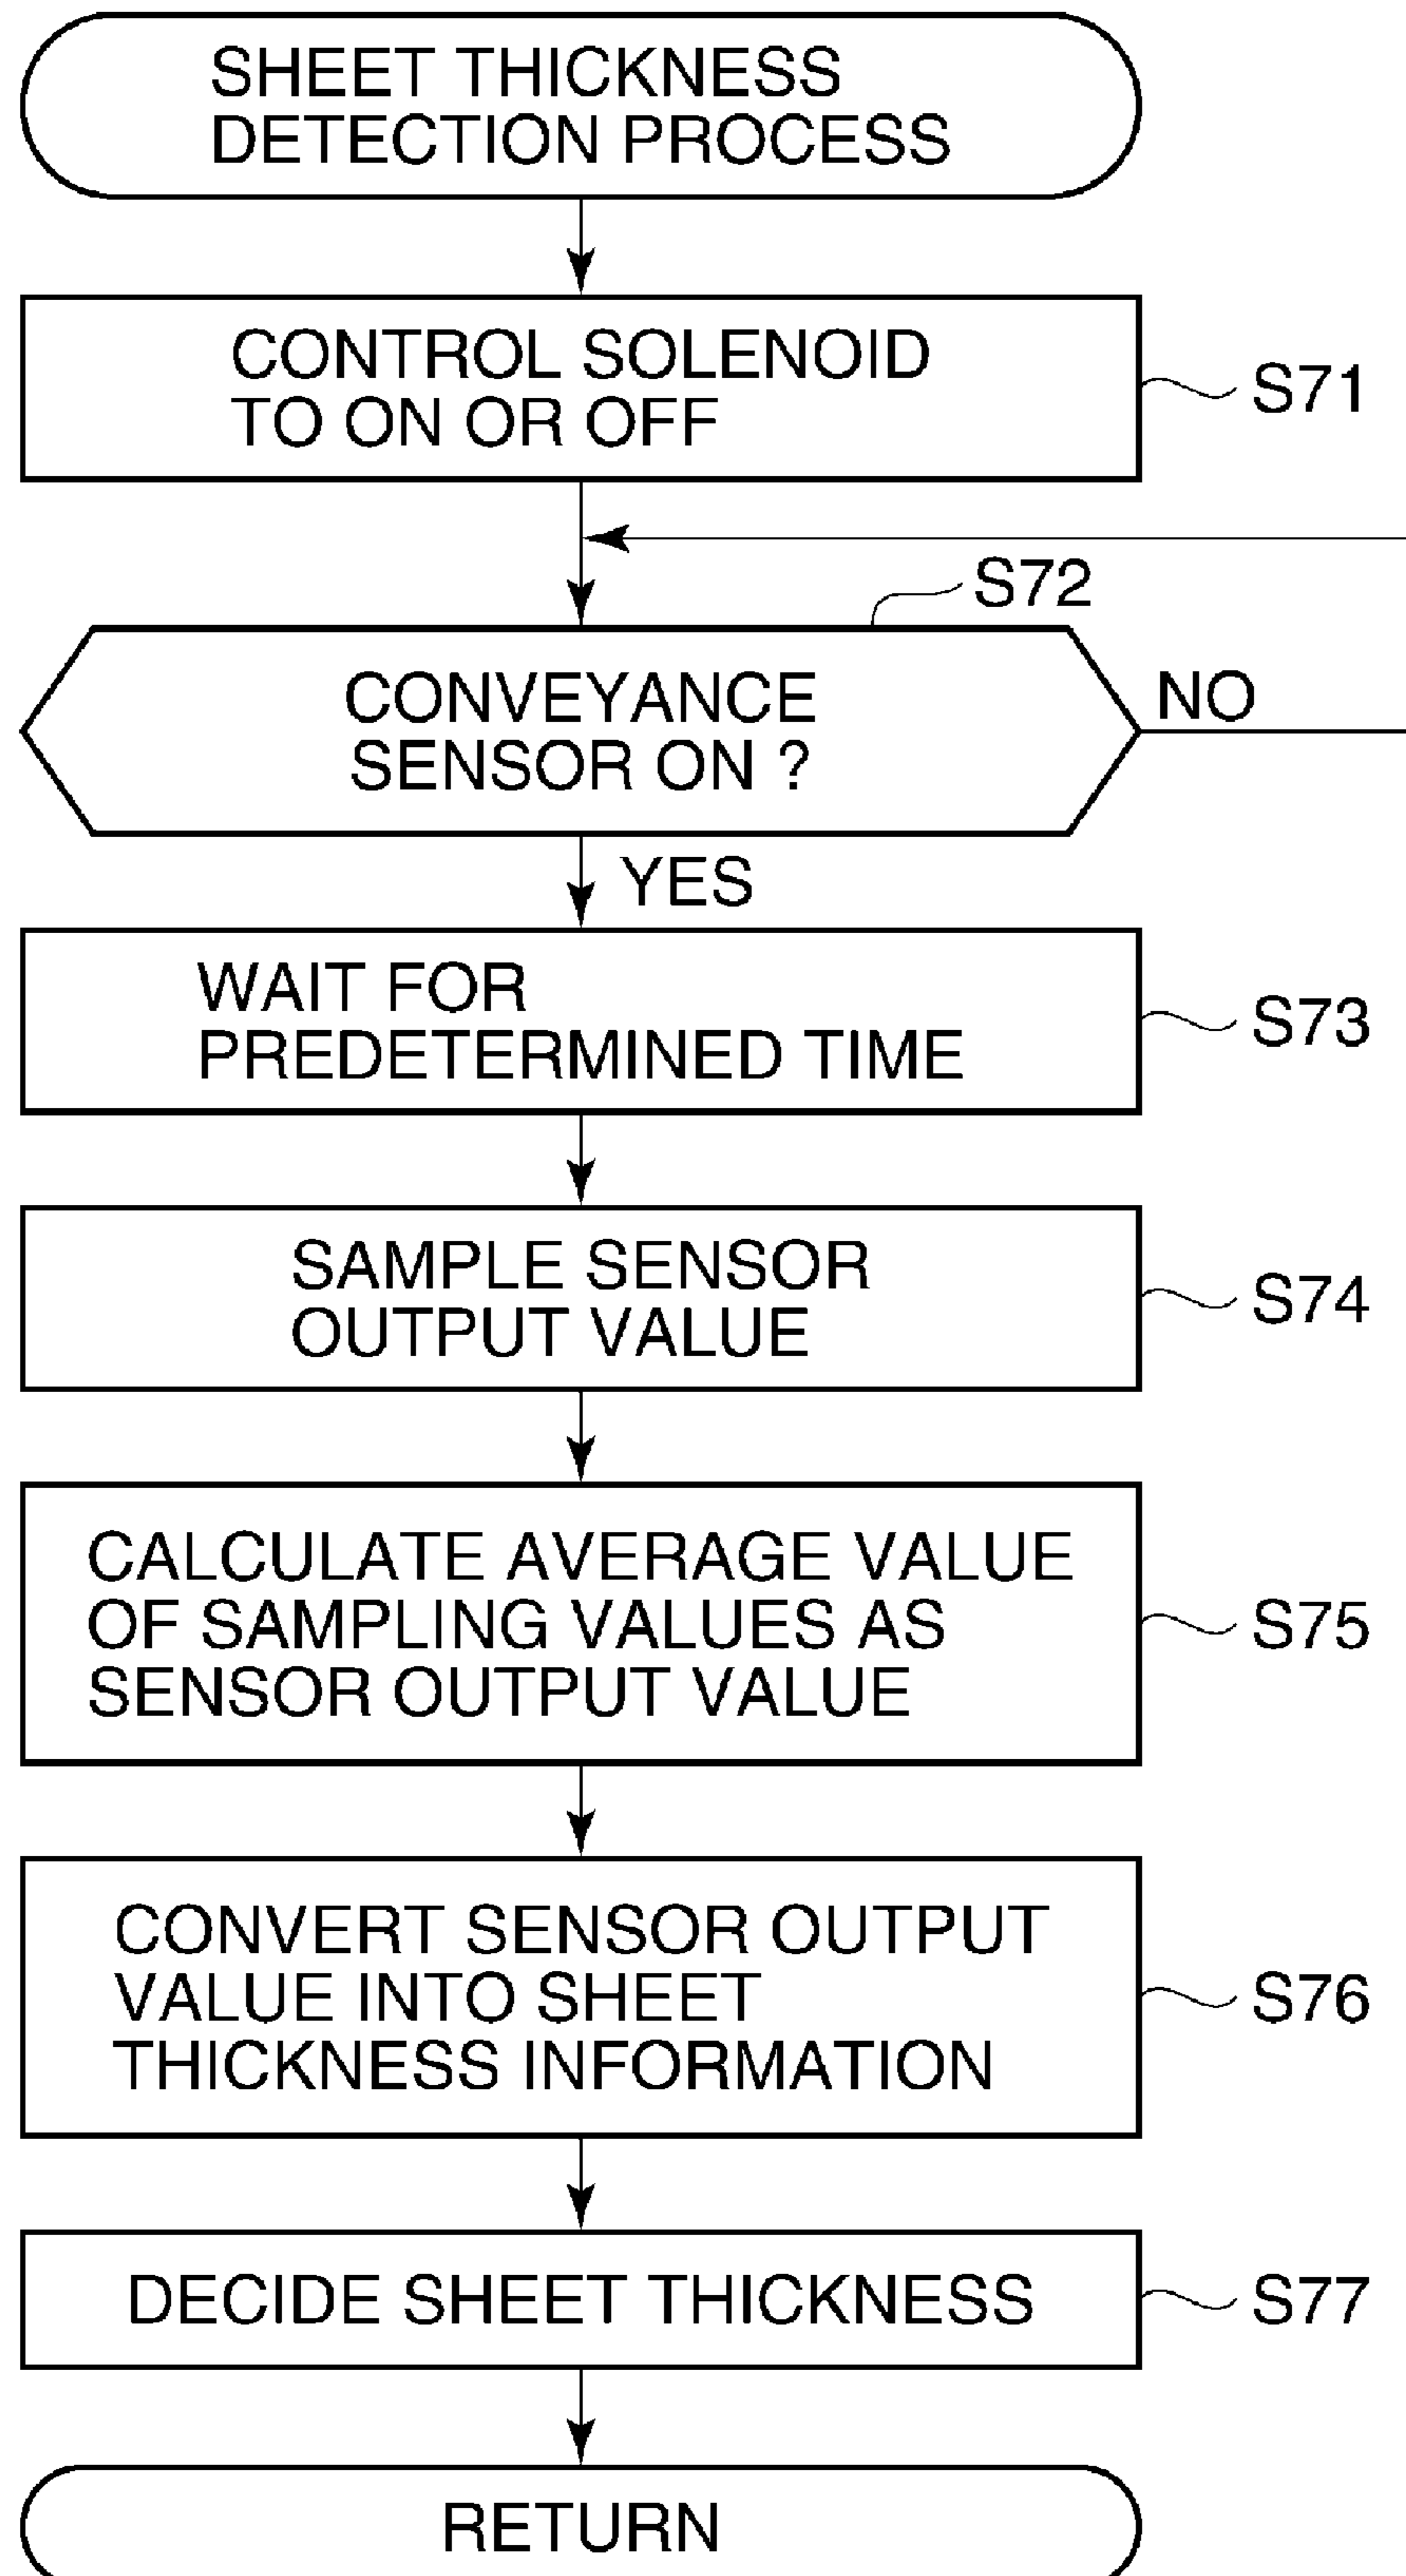 SHEET THICKNESS
DETECTION PROCESS
CONTROL SOLENOID
TO ON OR OFF
S71
S72
CONVEYANCE
SENSOR ON ?
NO
YES
WAIT FOR
PREDETERMINED TIME
S73
SAMPLE SENSOR
OUTPUT VALUE
S74
CALCULATE AVERAGE VALUE
OF SAMPLING VALUES AS
SENSOR OUTPUT VALUE
S75
CONVERT SENSOR OUTPUT
VALUE INTO SHEET
THICKNESS INFORMATION
S76
DECIDE SHEET THICKNESS
S77
RETURN